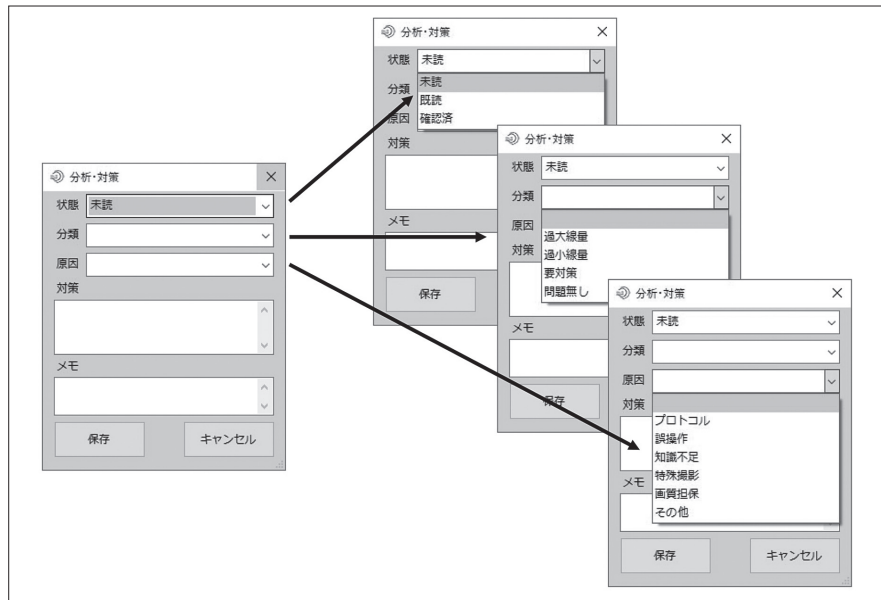 分析・対策
状態 未読
分類
原因
対策
メモ
保存 キャンセル
分析・対策
状態 未読
分類 未読
既読
原因 確認済
対策
メモ
保存
分析・対策
状態 未読
分類
原因
過大線量
対策 過小線量
要対策
問題無し
メモ
保存
分析・対策
状態 未読
分類
原因
対策
プロトコル
誤操作
知識不足
メモ 特殊撮影
画質担保
その他
保存 キャンセル